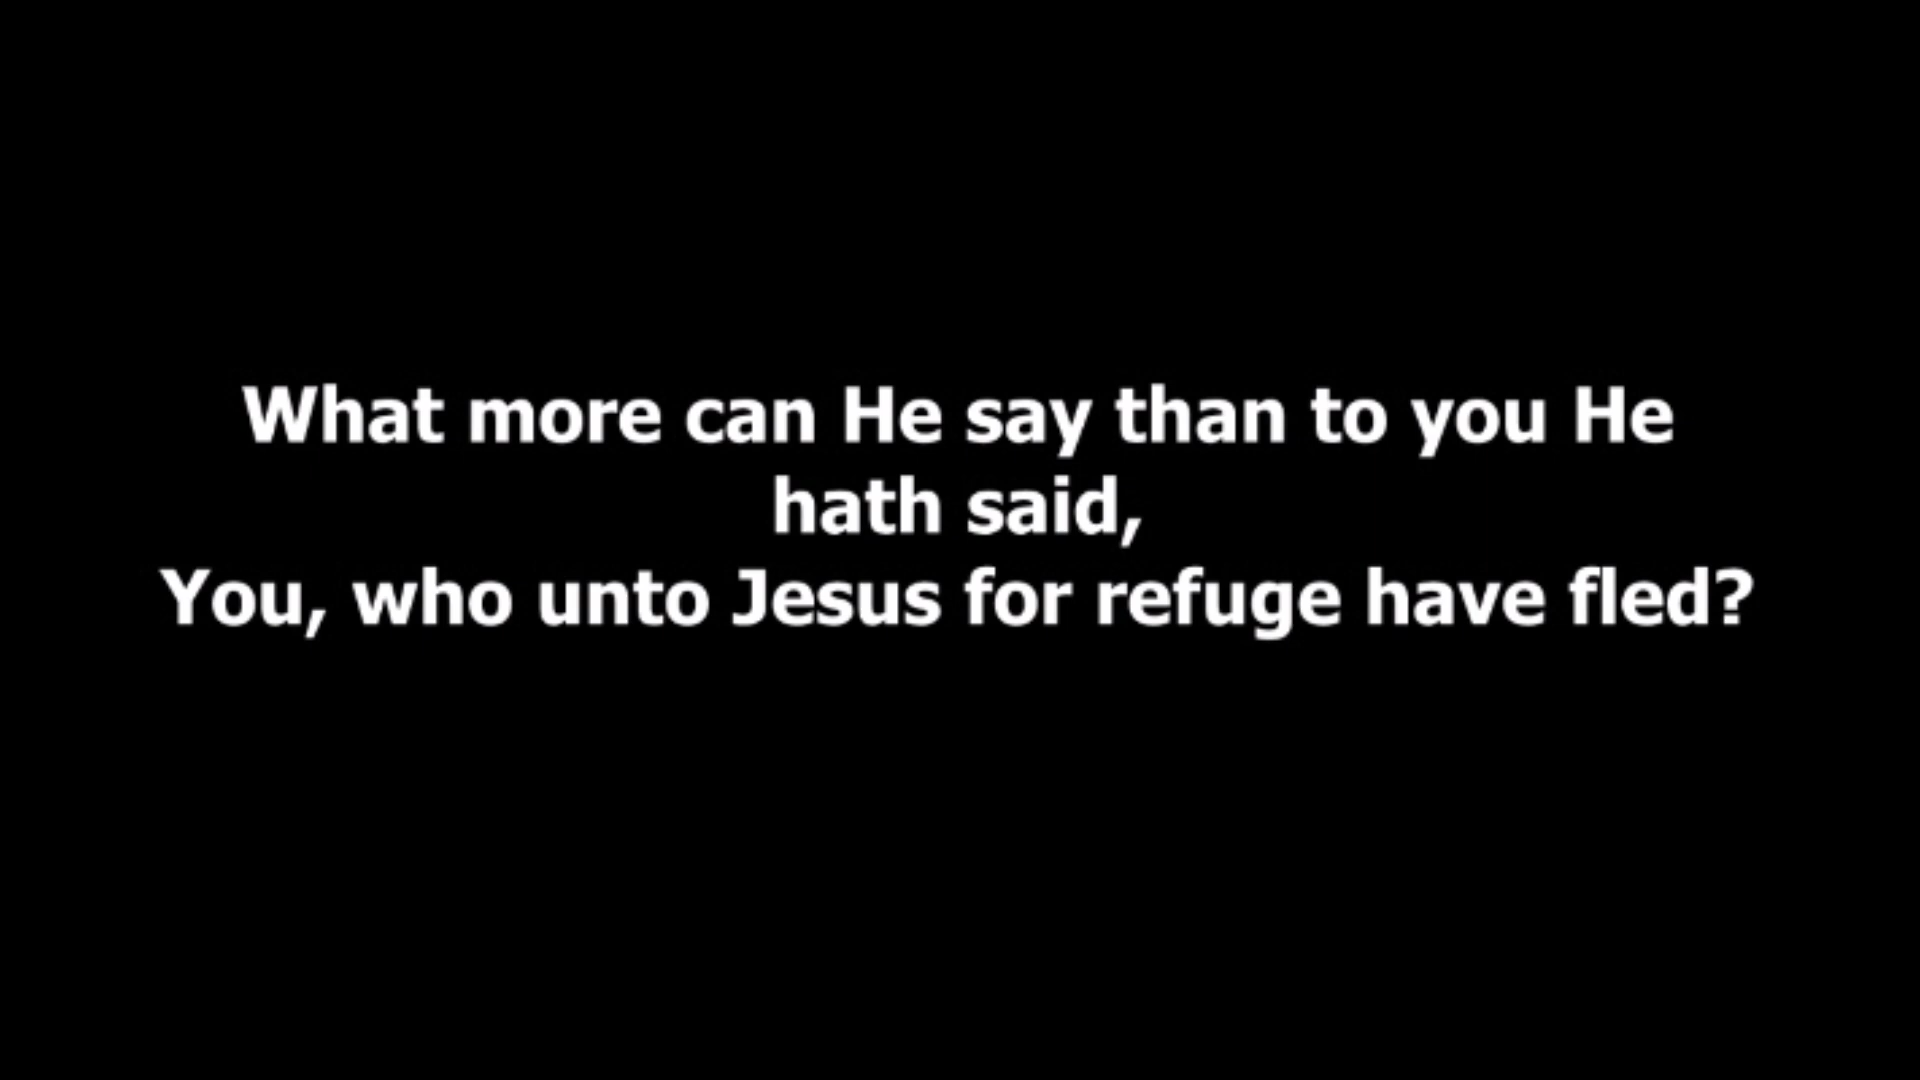 What more can He say than to you He
hath said,
You, who unto Jesus for refuge have fled?